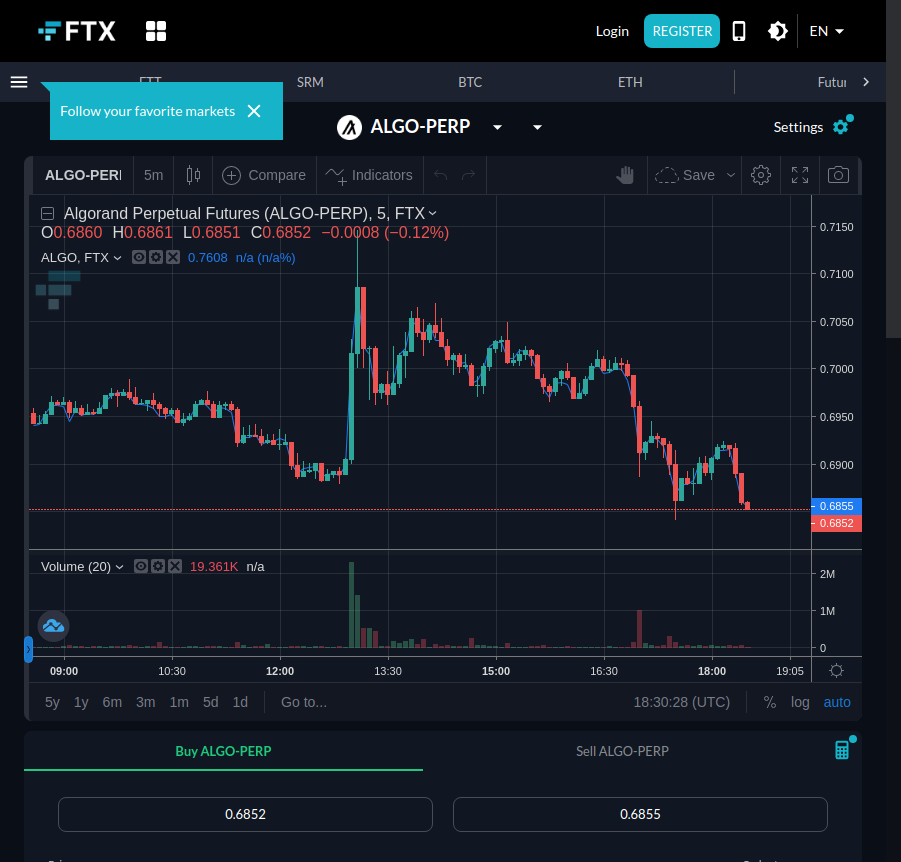 FTX
Login
REGISTER
EN
FTT
SRM
BTC
ETH
Futur
Follow your favorite markets
ALGO-PERP
Settings
ALGO-PERP
5m
Compare
Indicators
Save
Algorand Perpetual Futures (ALGO-PERP), 5, FTX
O0.6860 H0.6861 L0.6851 C0.6852 −0.0008 (−0.12%)
ALGO, FTX 0.7608 n/a (n/a%)
0.7150
0.7100
0.7050
0.7000
0.6950
0.6900
0.6855
0.6852
Volume (20) 19.361K n/a
2M
1M
0
09:00 10:30 12:00 13:30 15:00 16:30 18:00 19:05
5y 1y 6m 3m 1m 5d 1d Go to... 18:30:28 (UTC) % log auto
Buy ALGO-PERP
Sell ALGO-PERP
0.6852
0.6855